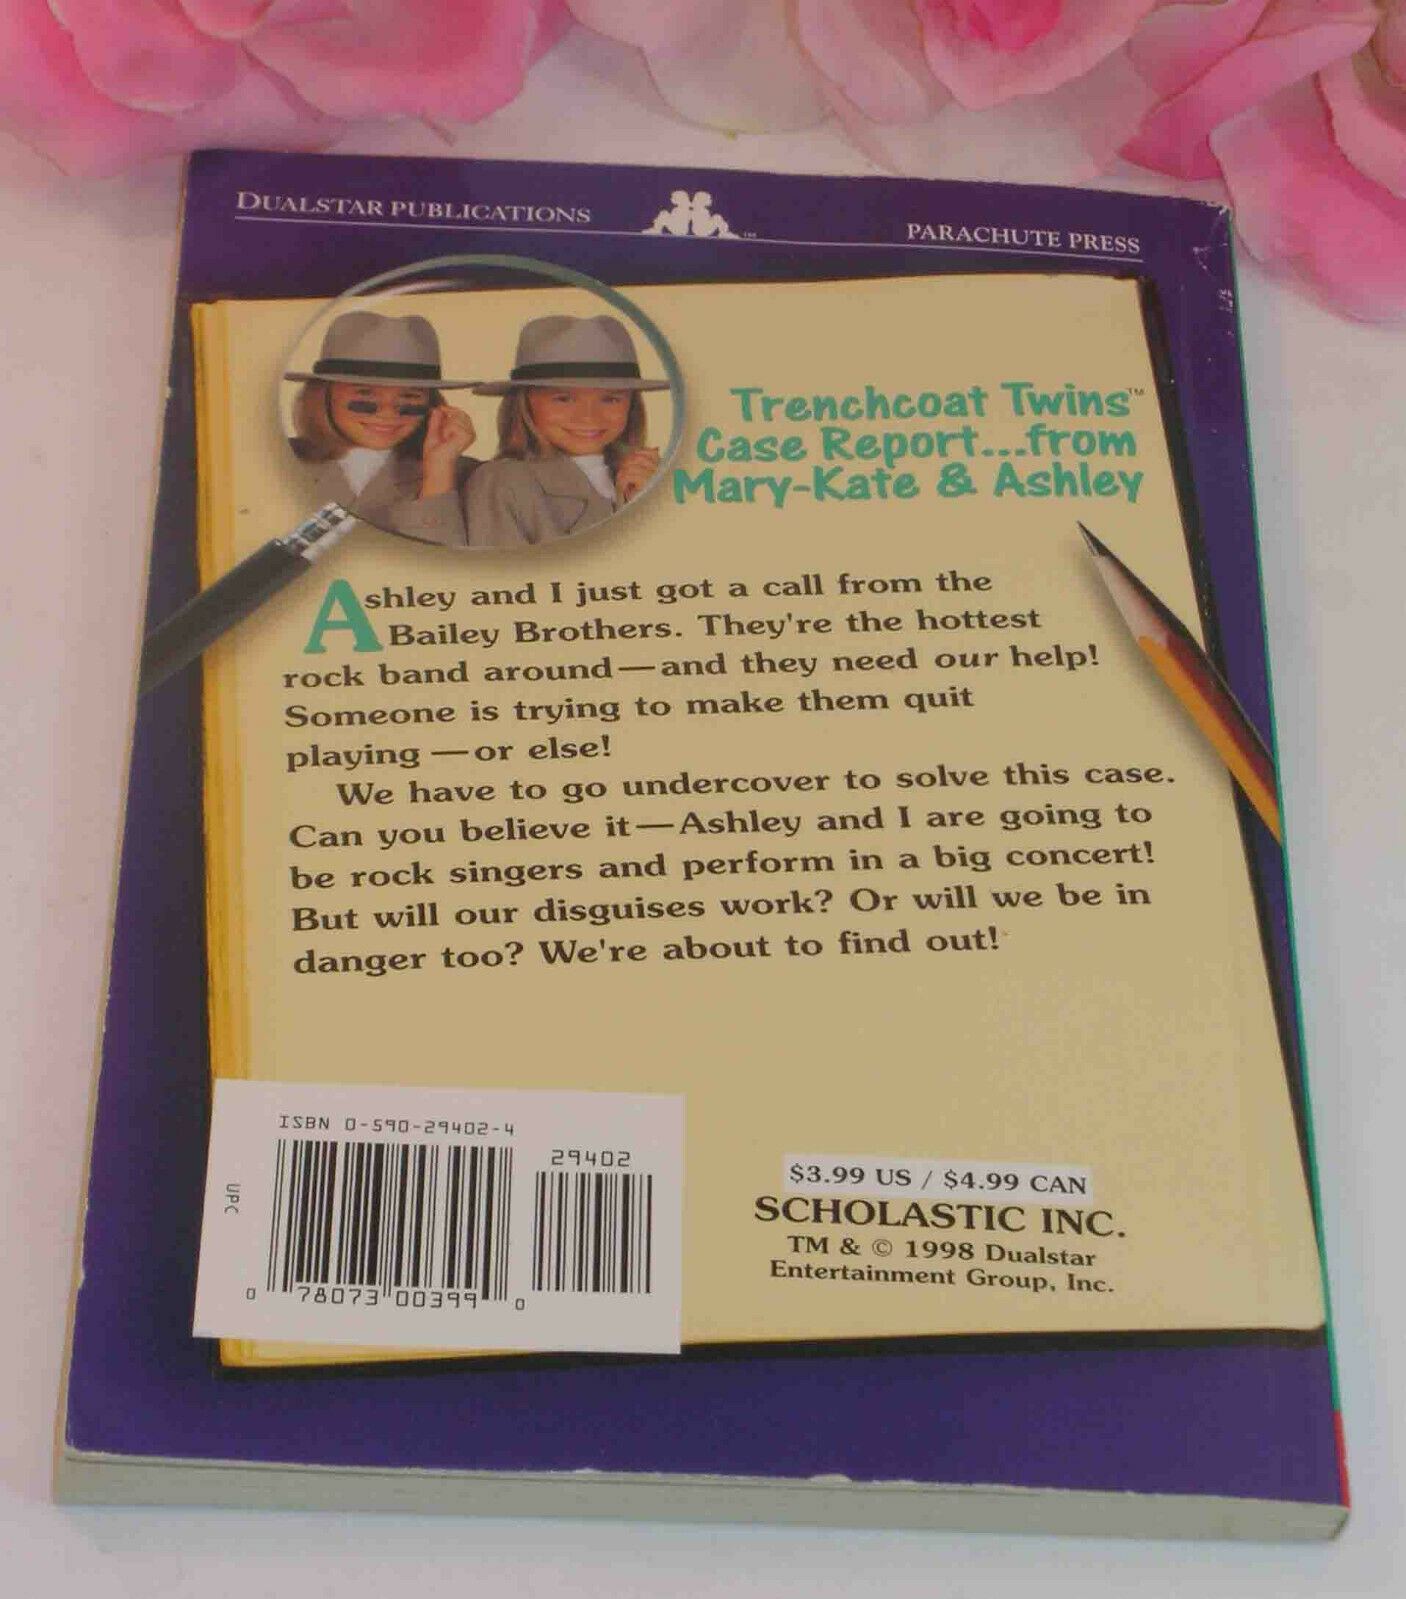 DUALSTAR PUBLICATIONS
TM
PARACHUTE PRESS
Trenchcoat Twins™
Case Report...from
Mary-Kate & Ashley
Ashley and I just got a call from the
Bailey Brothers. They're the hottest
rock band around—and they need our help!
Someone is trying to make them quit
playing—or else!
We have to go undercover to solve this case.
Can you believe it—Ashley and I are going to
be rock singers and perform in a big concert!
But will our disguises work? Or will we be in
danger too? We're about to find out!
ISBN 0-590-29402-4
29402
UPC
0 78073 00399 0
$3.99 US / $4.99 CAN
SCHOLASTIC INC.
TM & © 1998 Dualstar
Entertainment Group, Inc.